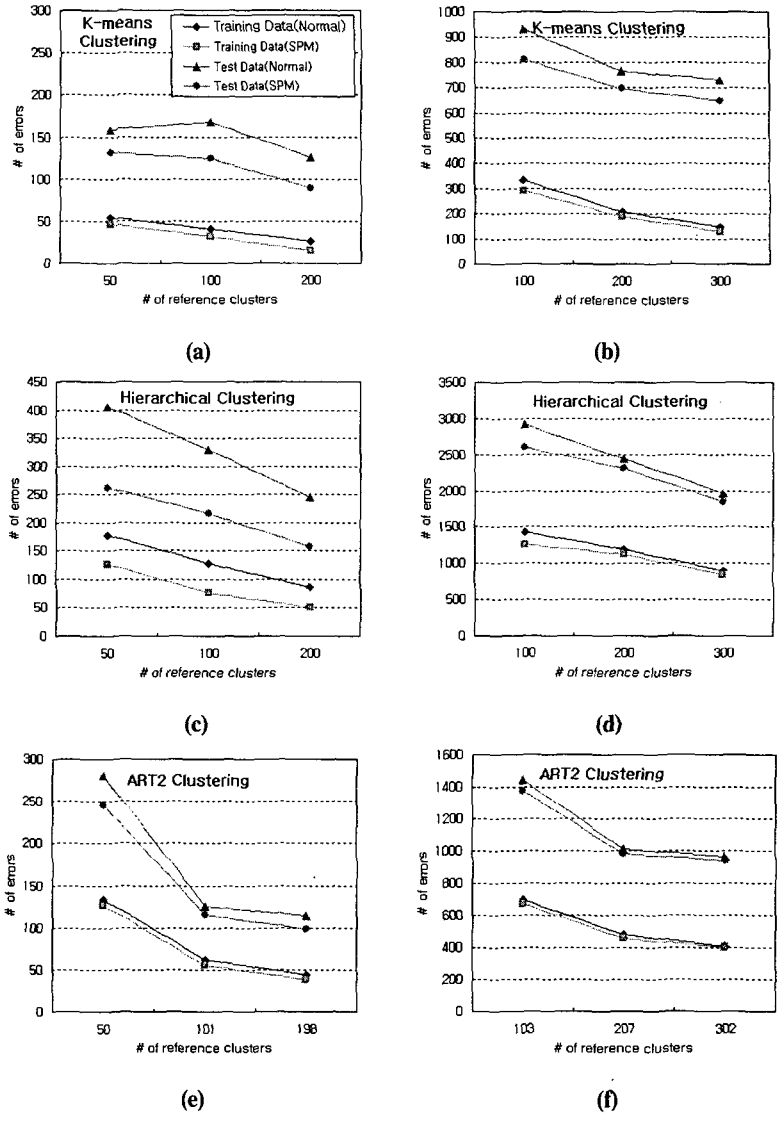 K-means
Clustering
Training Data(Normal)
Training Data(SPM)
Test Data(Normal)
Test Data(SPM)
300
250
200
150
100
50
0
# of errors
50 100 200
# of reference clusters
(a)
K-means Clustering
1000
900
800
700
600
500
400
300
200
100
0
# of errors
100 200 300
# of reference clusters
(b)
Hierarchical Clustering
450
400
350
300
250
200
150
100
50
0
# of errors
50 100 200
# of reference clusters
(c)
Hierarchical Clustering
3500
3000
2500
2000
1500
1000
500
0
# of errors
100 200 300
# of reference clusters
(d)
ART2 Clustering
300
250
200
150
100
50
0
# of errors
50 101 198
# of reference clusters
(e)
ART2 Clustering
1600
1400
1200
1000
800
600
400
200
0
# of errors
103 207 302
# of reference clusters
(f)